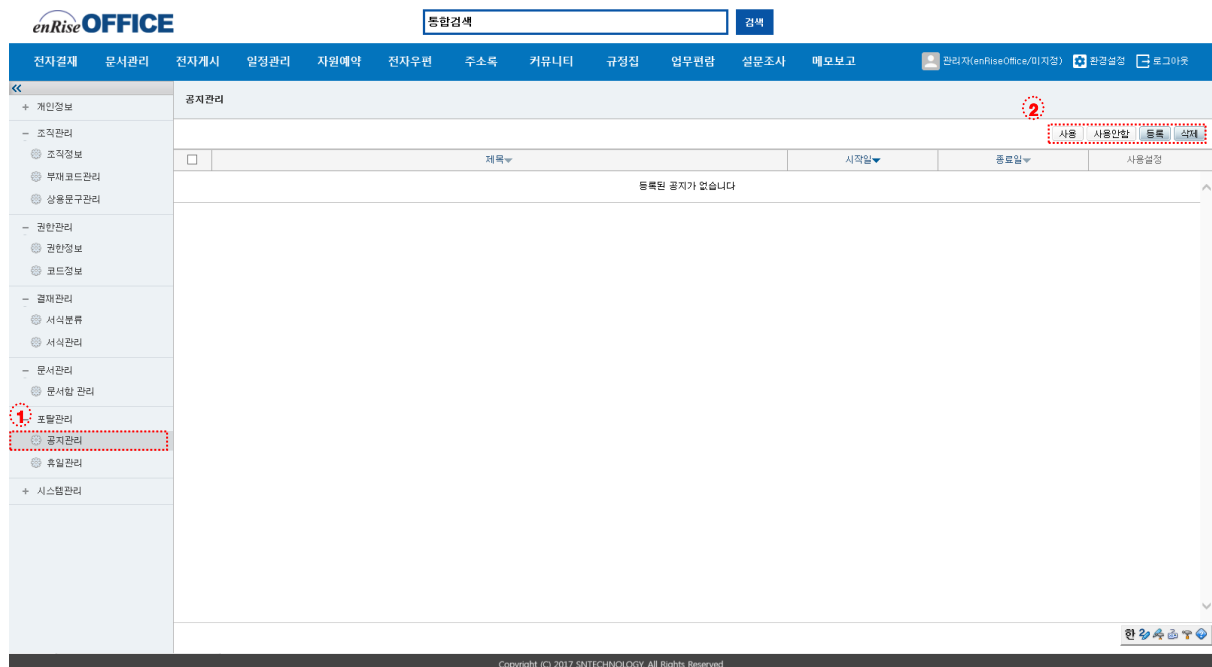 enRise OFFICE
통합검색
검색
전자결재 문서관리 전자게시 일정관리 자원예약 전자우편 주소록 커뮤니티 규정집 업무편람 설문조사 메모보고 관리자(enRiseOffice/미지정) 환경설정 로그아웃
«
+ 개인정보
− 조직관리
조직정보
부재코드관리
상용문구관리
− 권한관리
권한정보
코드정보
− 결재관리
서식분류
서식관리
− 문서관리
문서함 관리
1. 포탈관리
공지관리
휴일관리
+ 시스템관리
공지관리
2
사용 사용안함 등록 삭제
제목 시작일 종료일 사용설정
등록된 공지가 없습니다
한
Copyright (C) 2017 SNTECHNOLOGY. All Rights Reserved